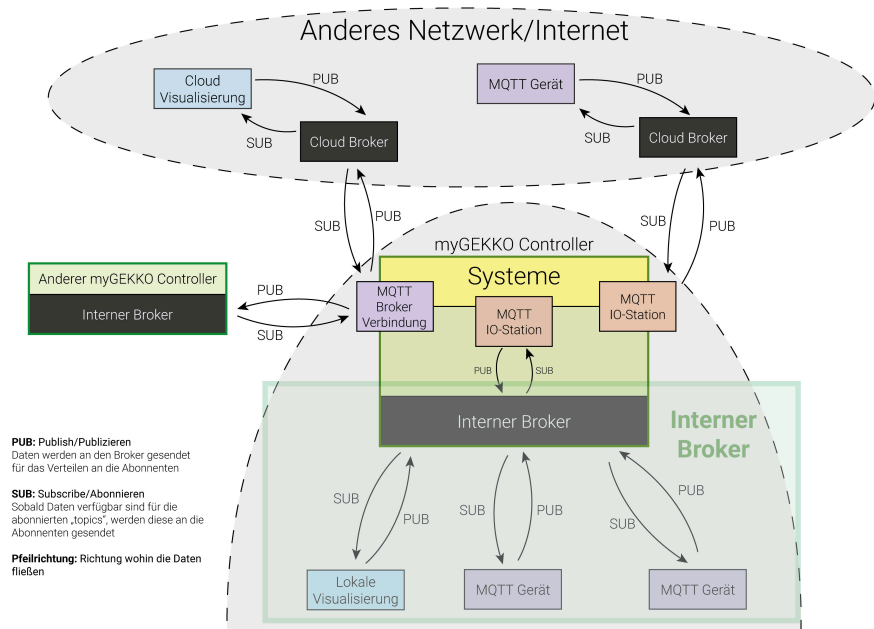 Anderes Netzwerk/Internet
Cloud
Visualisierung
PUB
SUB
Cloud Broker
MQTT Gerät
PUB
SUB
Cloud Broker
SUB
PUB
SUB
PUB
myGEKKO Controller
Systeme
Anderer myGEKKO Controller
Interner Broker
PUB
SUB
MQTT
Broker
Verbindung
MQTT
IO-Station
MQTT
IO-Station
PUB
SUB
Interner Broker
Interner
Broker
PUB: Publish/Publizieren
Daten werden an den Broker gesendet
für das Verteilen an die Abonnenten
SUB: Subscribe/Abonnieren
Sobald Daten verfügbar sind für die
abonnierten „topics", werden diese an die
Abonnenten gesendet
Pfeilrichtung: Richtung wohin die Daten
fließen
SUB
PUB
SUB
PUB
SUB
PUB
Lokale
Visualisierung
MQTT Gerät
MQTT Gerät